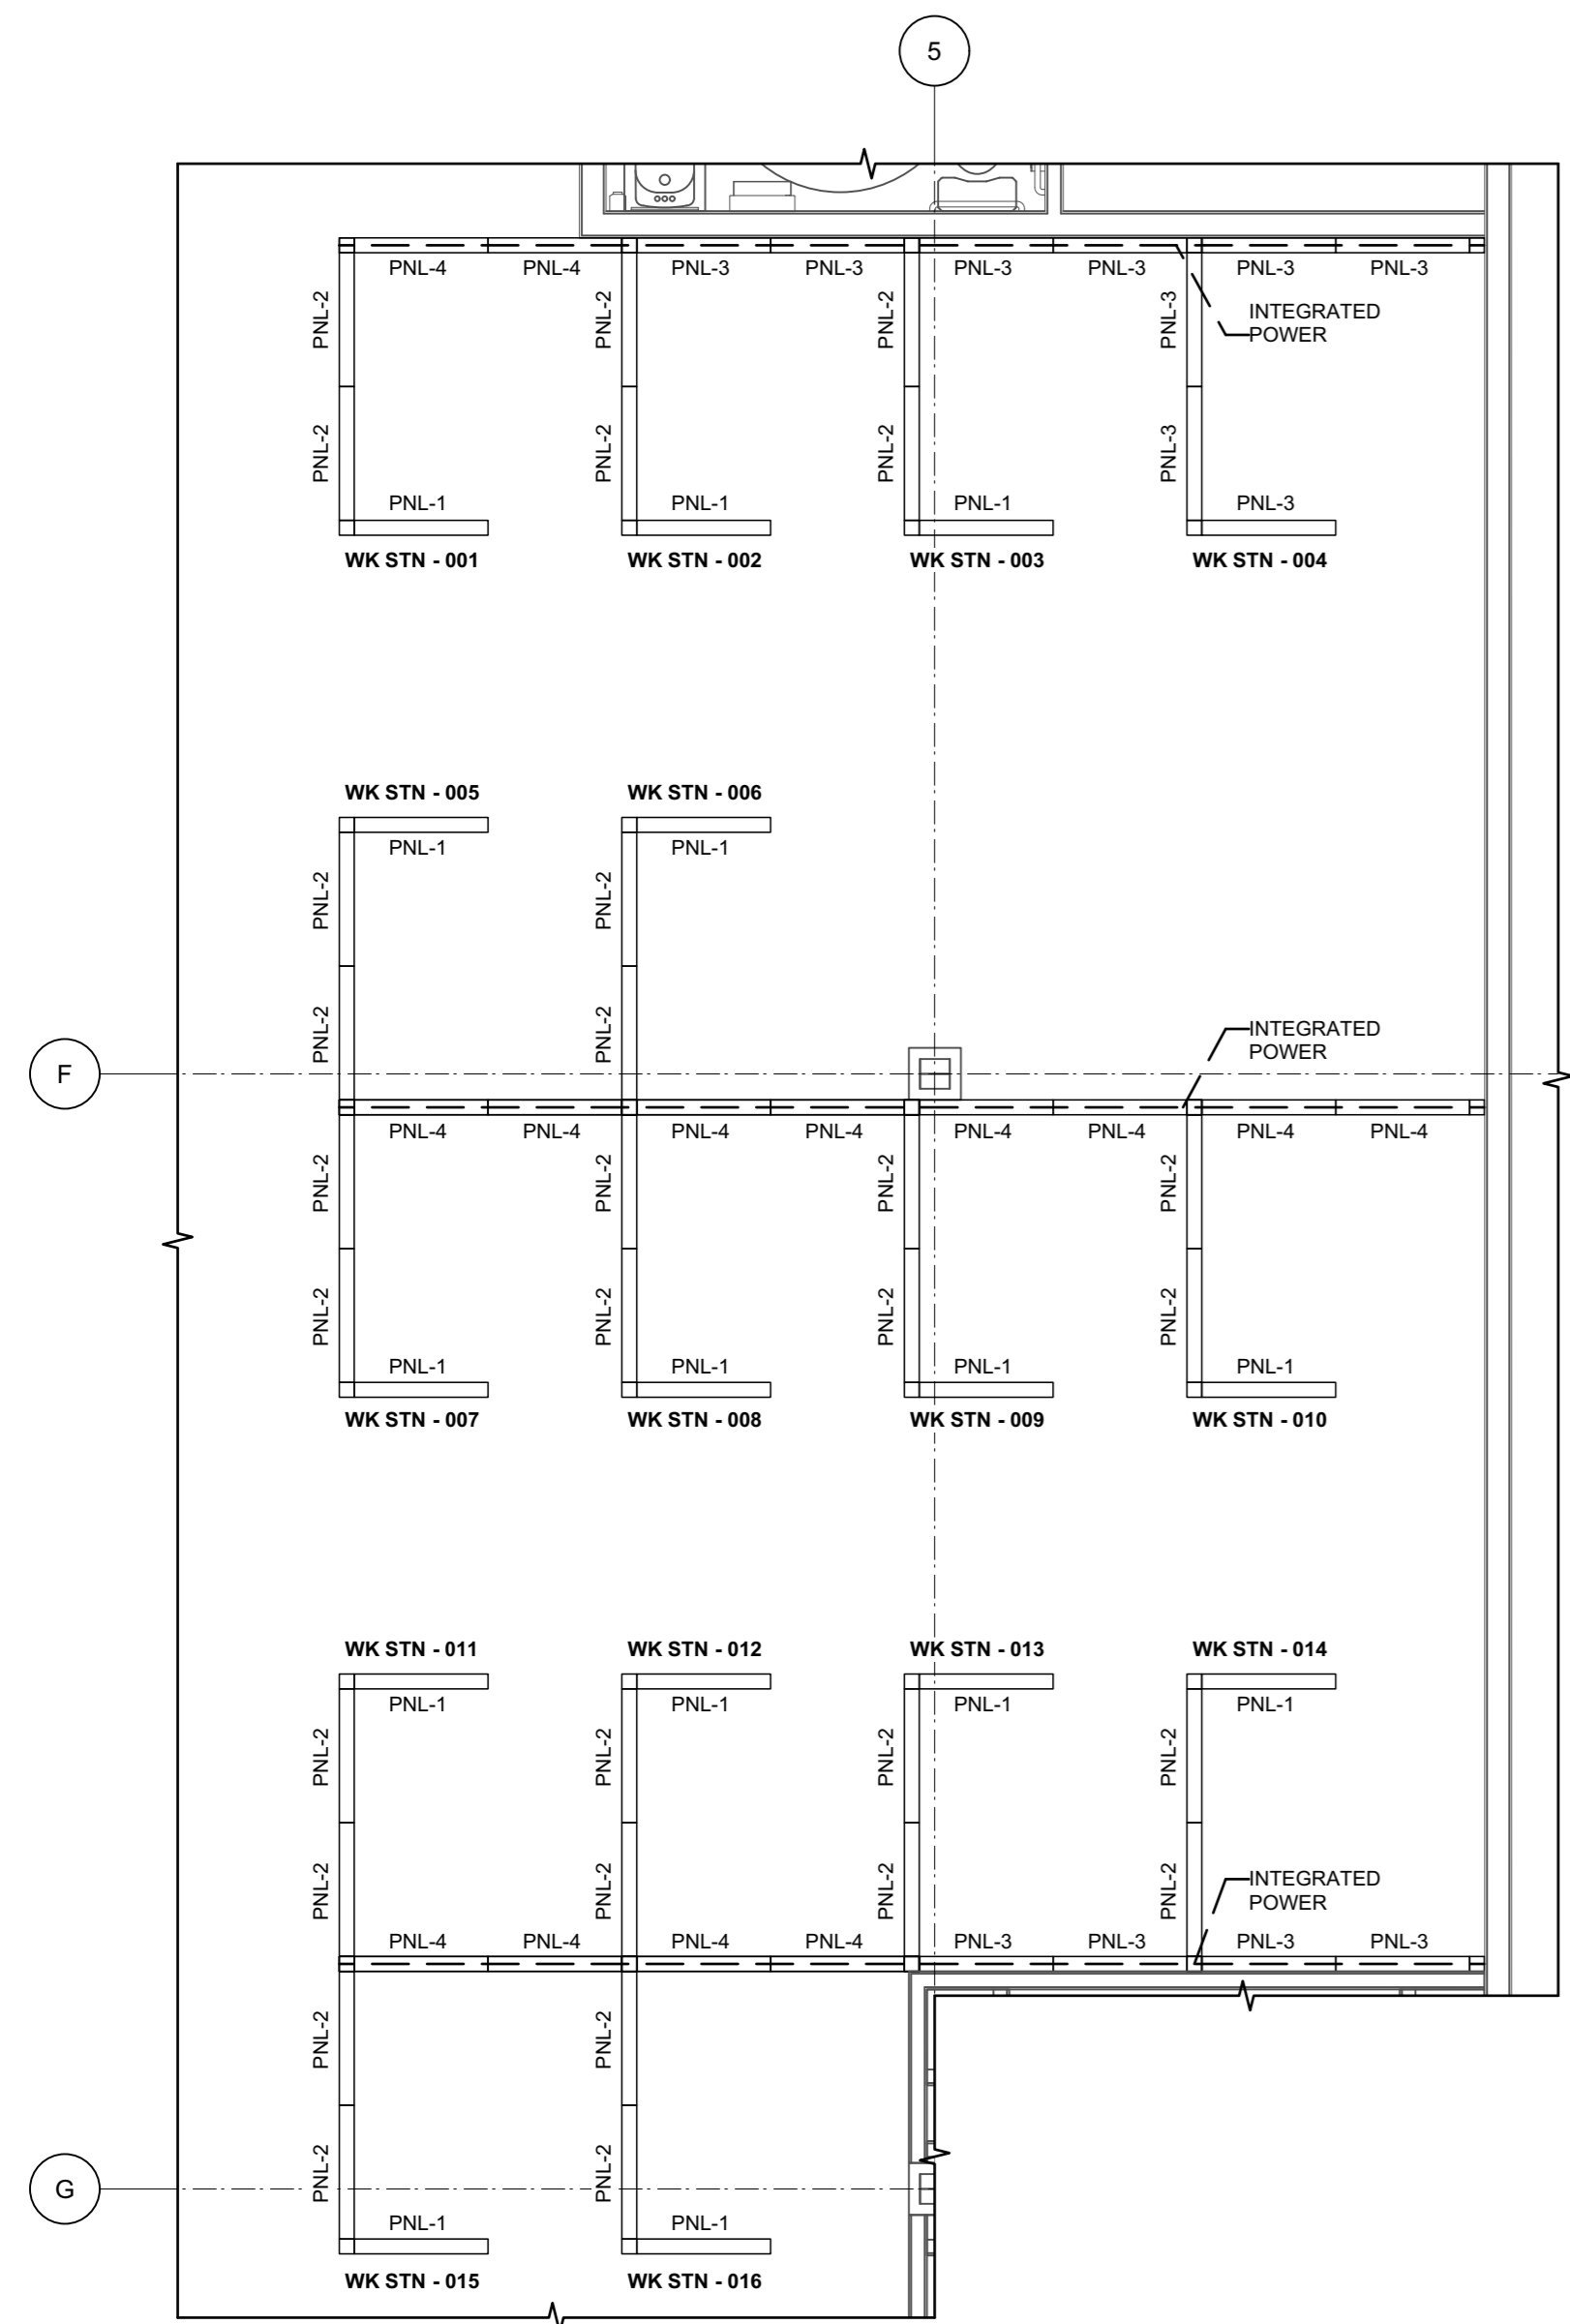 5
PNL-4 PNL-4 PNL-3 PNL-3 PNL-3 PNL-3 PNL-3 PNL-3
PNL-2 PNL-2 PNL-2 PNL-3
INTEGRATED
POWER
PNL-2 PNL-2 PNL-2 PNL-3
PNL-1 PNL-1 PNL-1 PNL-3
WK STN - 001 WK STN - 002 WK STN - 003 WK STN - 004
WK STN - 005 WK STN - 006
PNL-1 PNL-1
PNL-2 PNL-2
PNL-2 PNL-2
INTEGRATED
POWER
F
PNL-4 PNL-4 PNL-4 PNL-4 PNL-4 PNL-4 PNL-4 PNL-4
PNL-2 PNL-2 PNL-2 PNL-2
PNL-2 PNL-2 PNL-2 PNL-2
PNL-1 PNL-1 PNL-1 PNL-1
WK STN - 007 WK STN - 008 WK STN - 009 WK STN - 010
WK STN - 011 WK STN - 012 WK STN - 013 WK STN - 014
PNL-1 PNL-1 PNL-1 PNL-1
PNL-2 PNL-2 PNL-2 PNL-2
PNL-2 PNL-2 PNL-2 PNL-2
INTEGRATED
POWER
PNL-4 PNL-4 PNL-4 PNL-4 PNL-3 PNL-3 PNL-3 PNL-3
PNL-2 PNL-2
PNL-2 PNL-2
G
PNL-1 PNL-1
WK STN - 015 WK STN - 016